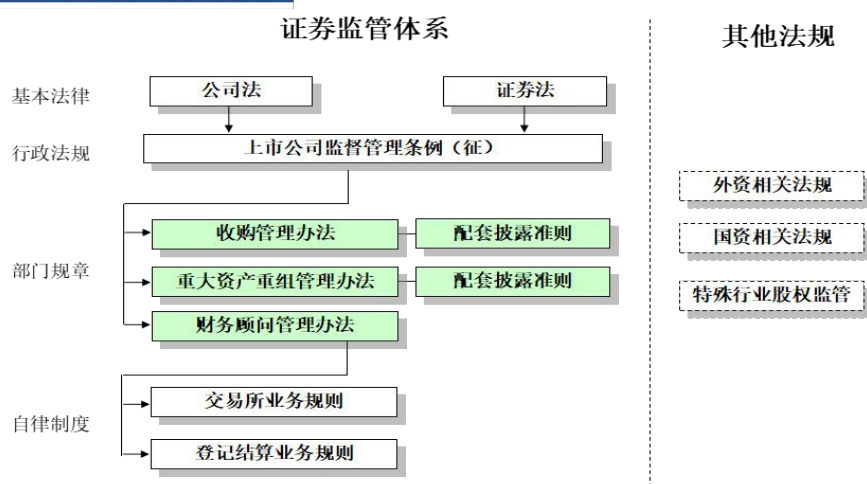 证券监管体系
其他法规
基本法律
公司法
证券法
行政法规
上市公司监督管理条例（征）
外资相关法规
部门规章
收购管理办法
配套披露准则
国资相关法规
重大资产重组管理办法
配套披露准则
特殊行业股权监管
财务顾问管理办法
自律制度
交易所业务规则
登记结算业务规则